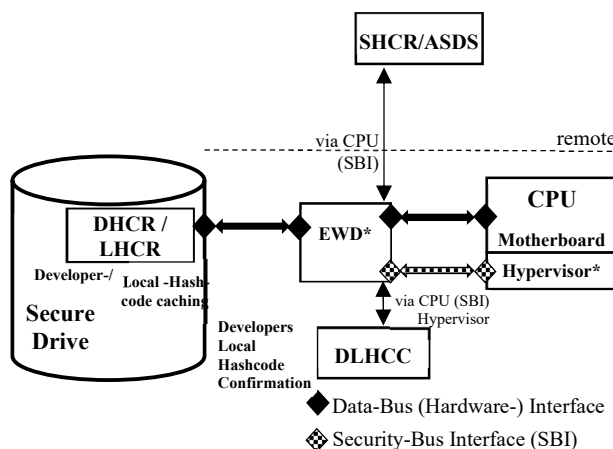 SHCR/ASDS
via CPU
(SBI)
remote
DHCR /
LHCR
Developer-/
Local -Hash-
code caching
Secure
Drive
EWD*
CPU
Motherboard
Hypervisor*
via CPU (SBI)
Hypervisor
Developers
Local
Hashcode
Confirmation
DLHCC
Data-Bus (Hardware-) Interface
Security-Bus Interface (SBI)